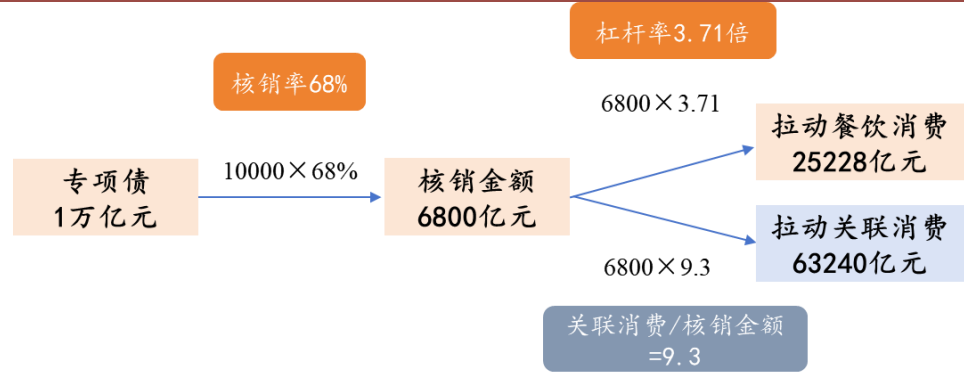 杠杆率3.71倍
核销率68%
6800×3.71
拉动餐饮消费
25228亿元
专项债
1万亿元
10000×68%
核销金额
6800亿元
拉动关联消费
63240亿元
6800×9.3
关联消费/核销金额
=9.3